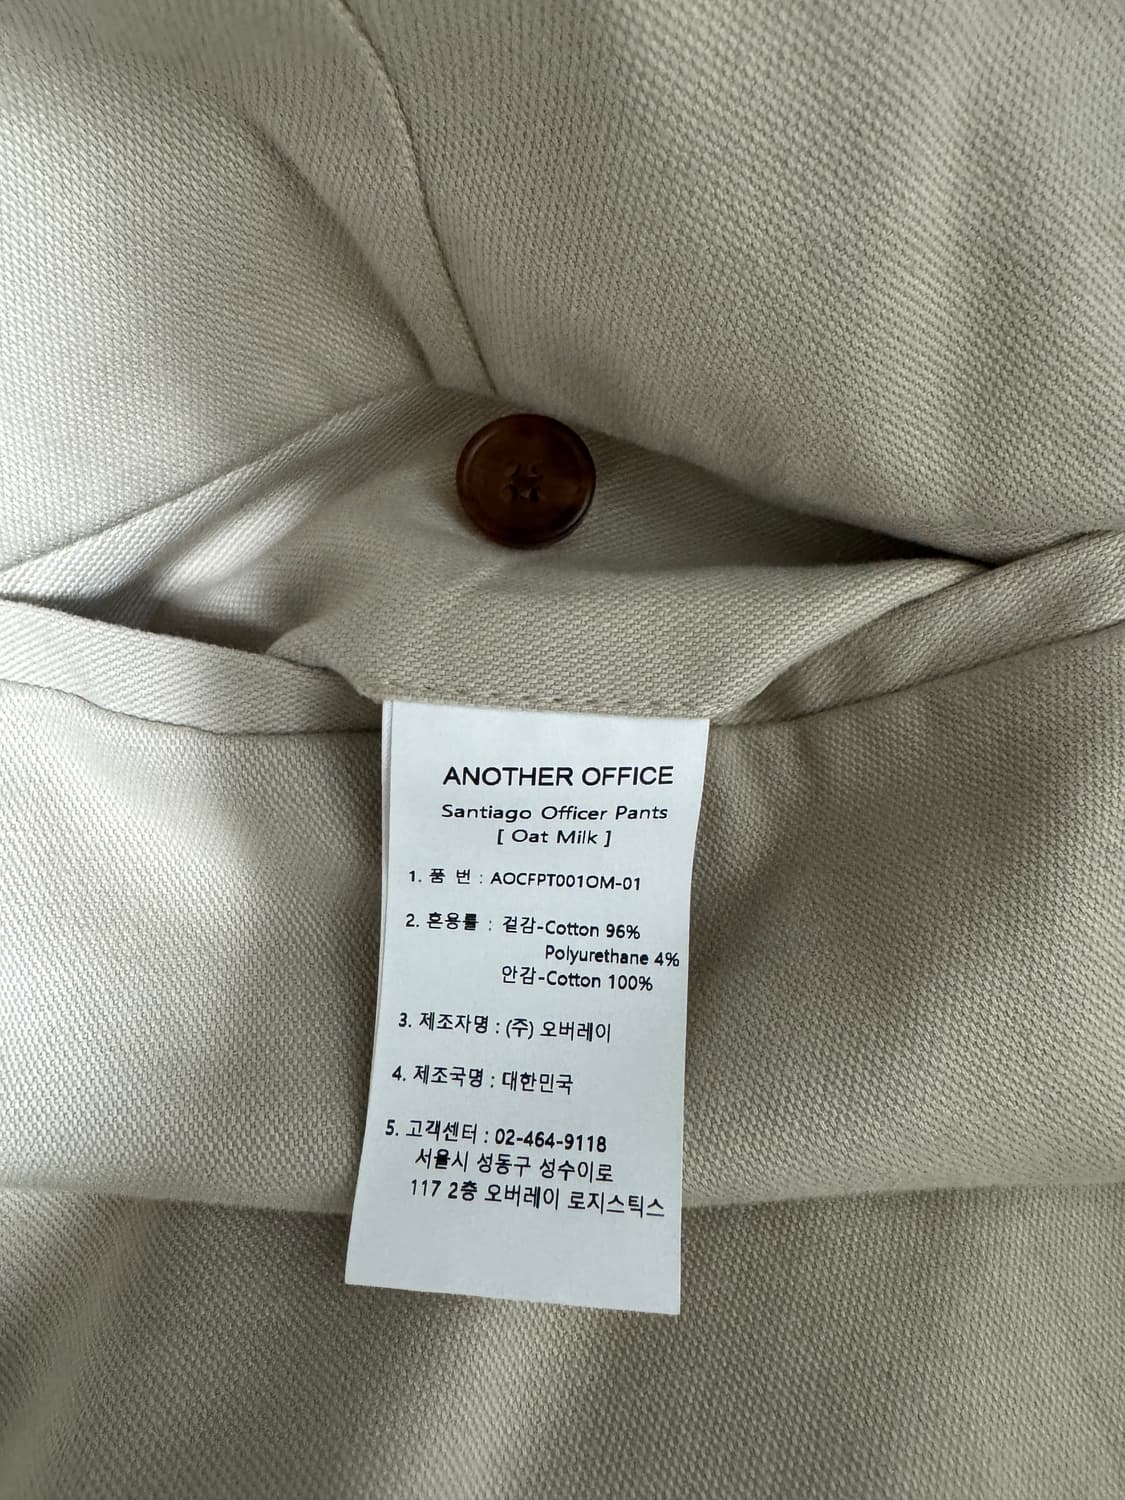 ANOTHER OFFICE
Santiago Officer Pants
[ Oat Milk ]
1. 품 번 : AOCFPT001OM-01
2. 혼용률 : 겉감-Cotton 96%
Polyurethane 4%
안감-Cotton 100%
3. 제조자명 : (주) 오버레이
4. 제조국명 : 대한민국
5. 고객센터 : 02-464-9118
서울시 성동구 성수이로
117 2층 오버레이 로지스틱스